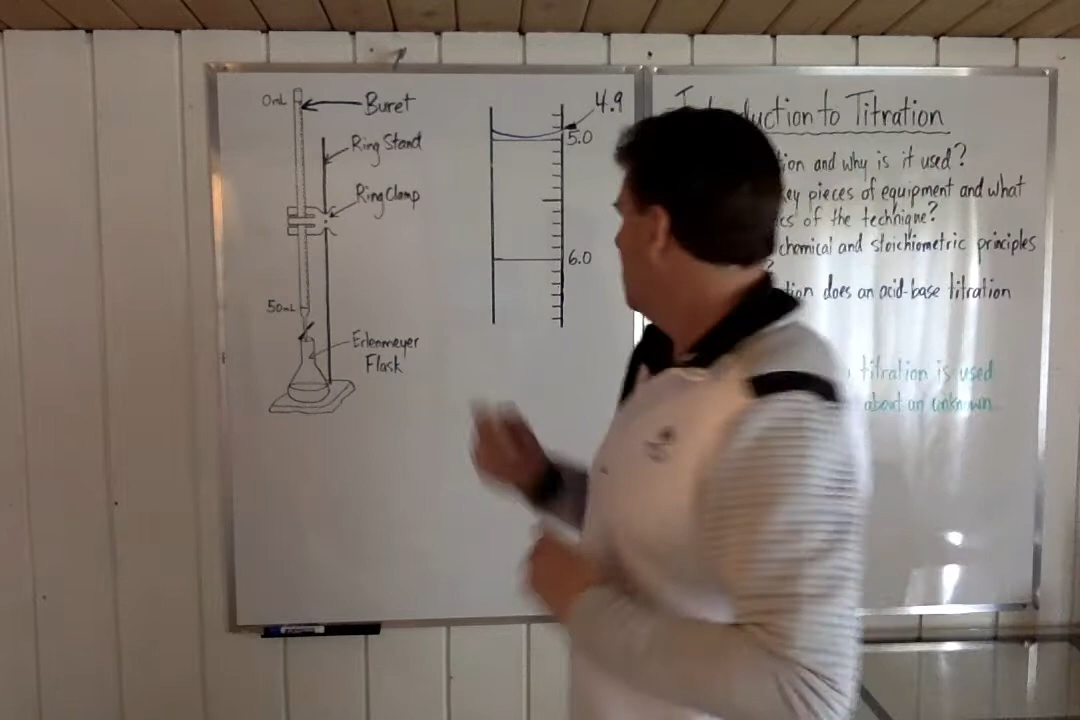 0mL
Buret
Ring Stand
Ring Clamp
50mL
Erlenmeyer
Flask
4.9
5.0
6.0
to Titration
and why is it used?
pieces of equipment and what
of the technique?
chemical and stoichiometric principles
?
does an acid-base titration
titration is used
about an unknown